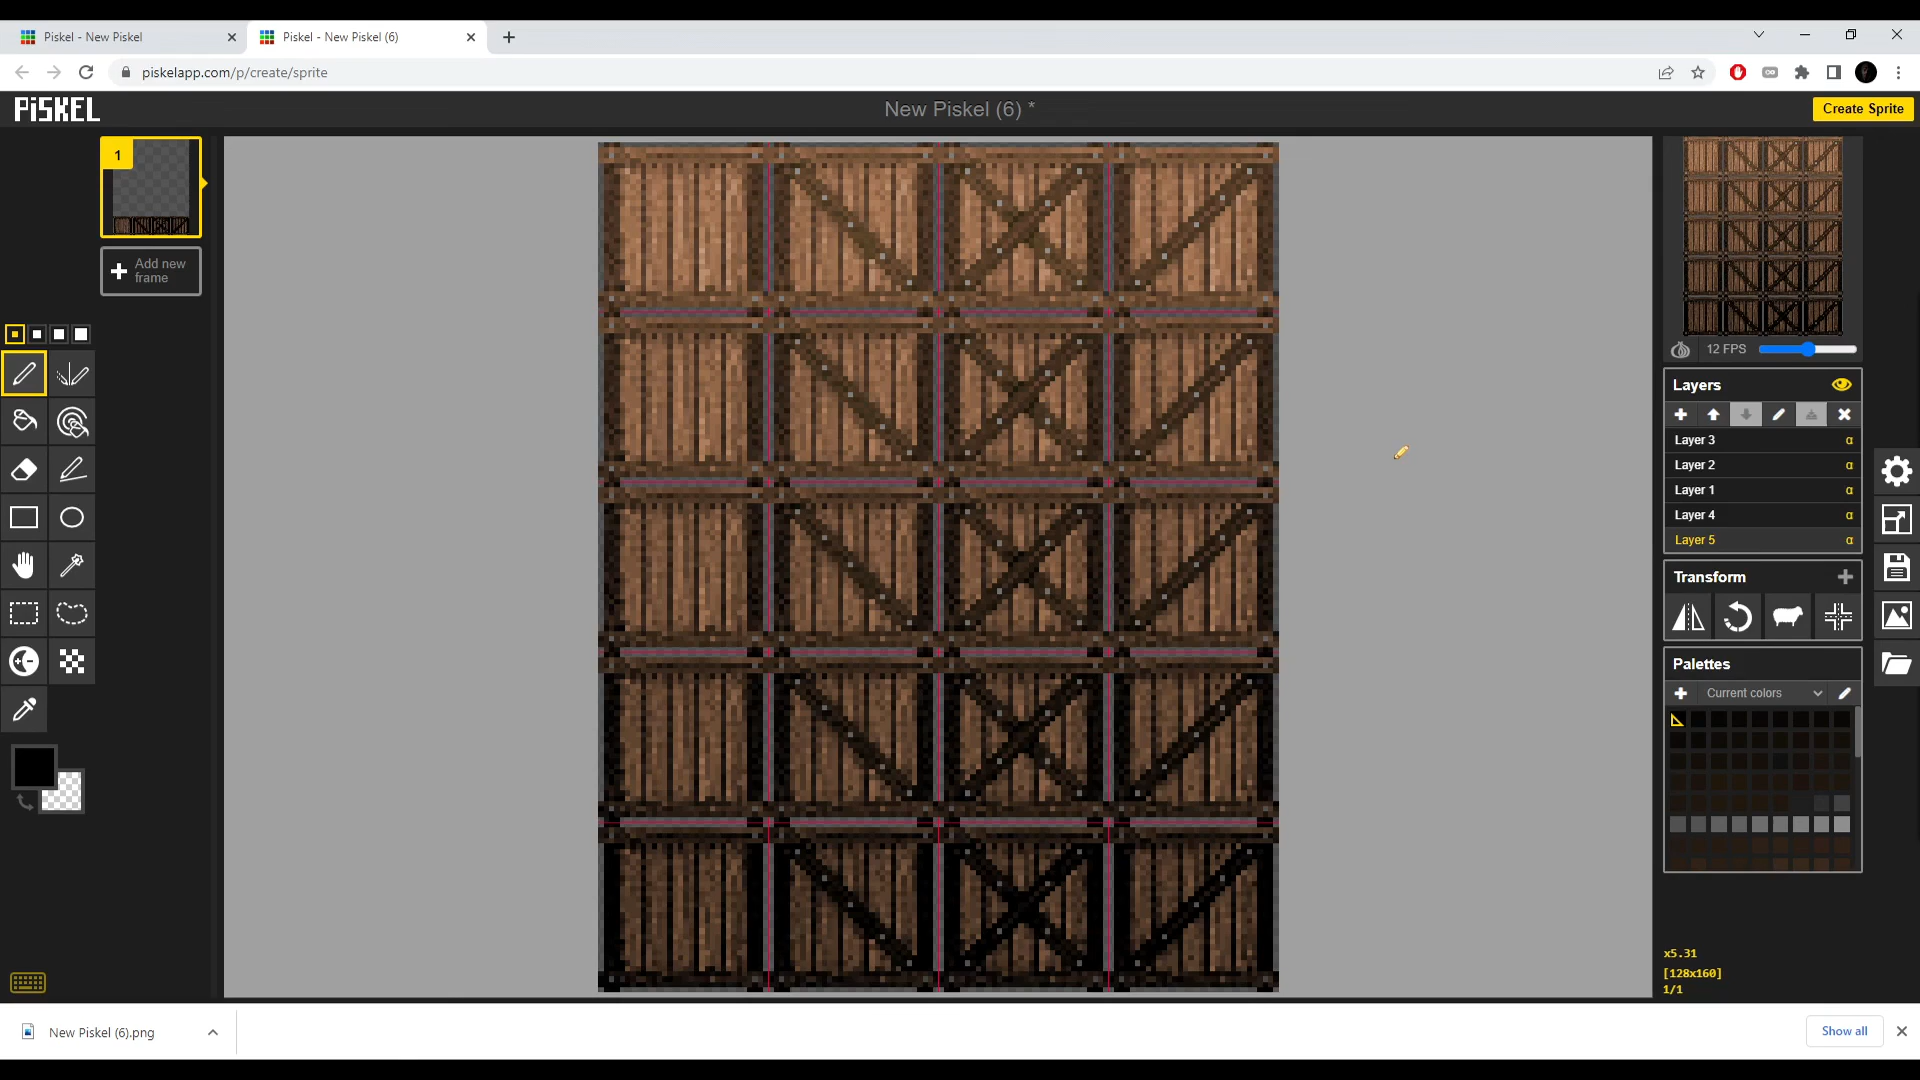 Piskel - New Piskel
Piskel - New Piskel (6)
piskelapp.com/p/create/sprite
PiSKEL
New Piskel (6) *
Create Sprite
1
Add new
frame
12 FPS
Layers
Layer 3
α
Layer 2
α
Layer 1
α
Layer 4
α
Layer 5
α
Transform
Palettes
Current colors
x5.31
[128x160]
1/1
New Piskel (6).png
Show all